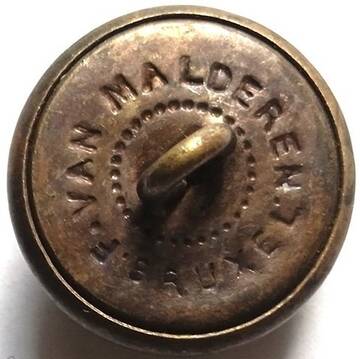 F. VAN MALDEREN. BRUXEL.